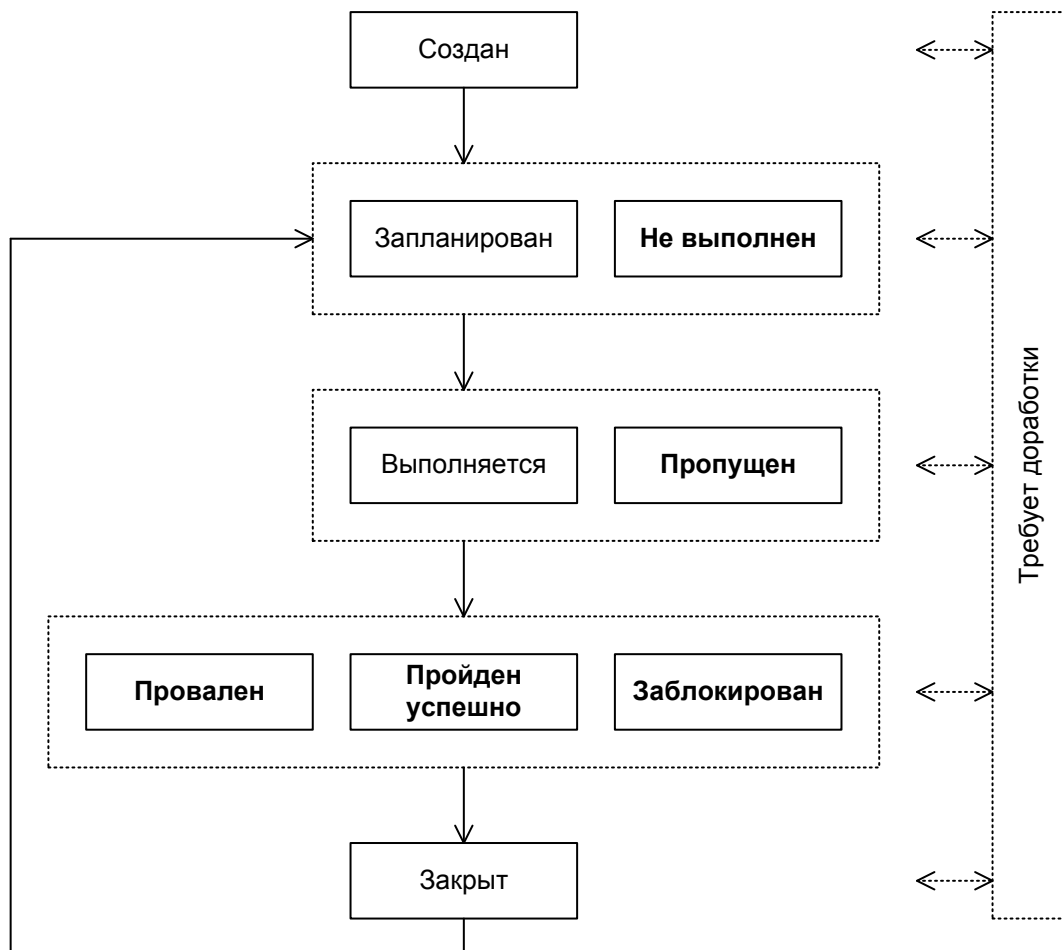 Создан
Запланирован
Не выполнен
Выполняется
Пропущен
Провален
Пройден
успешно
Заблокирован
Закрыт
Требует доработки